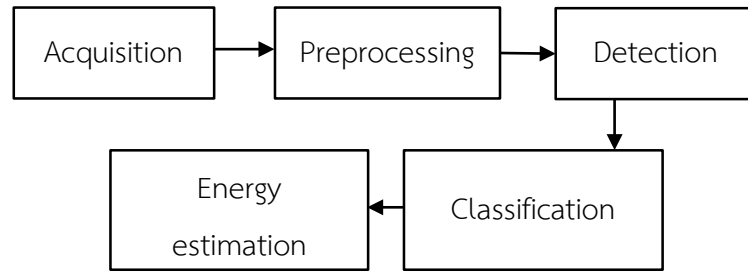 Acquisition
Preprocessing
Detection
Classification
Energy
estimation